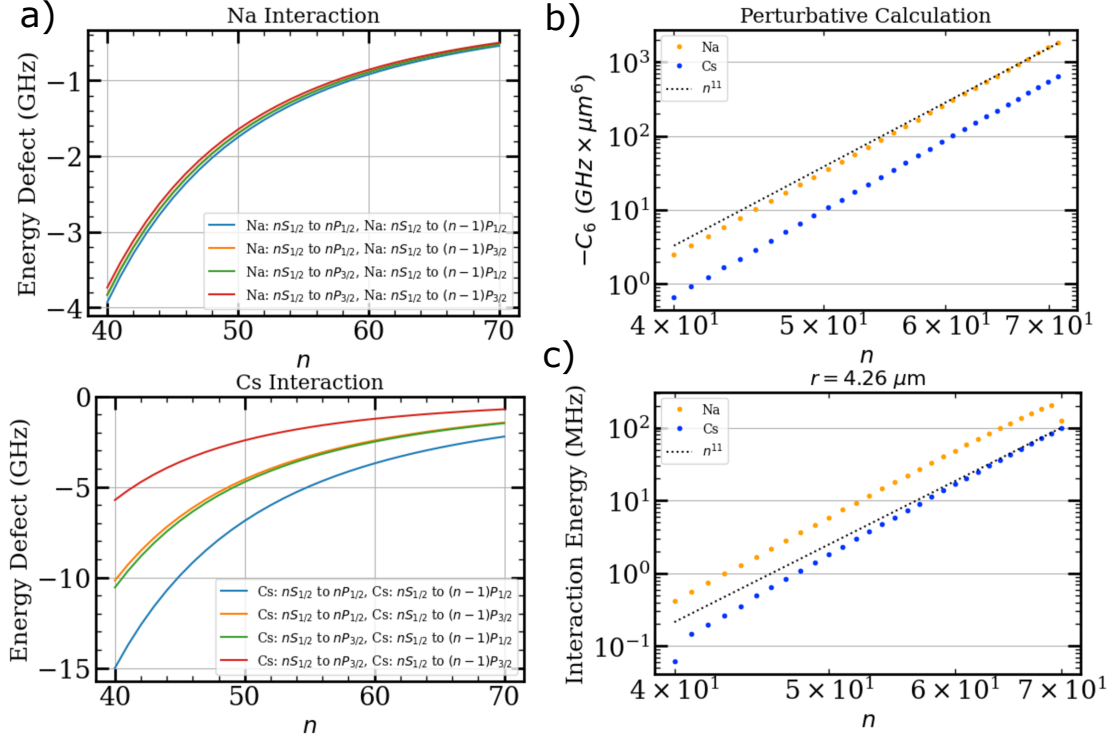 a)
Na Interaction
Energy Defect (GHz)
−1
−2
−3
−4
Na: nS₁/₂ to nP₁/₂, Na: nS₁/₂ to (n−1)P₁/₂
Na: nS₁/₂ to nP₁/₂, Na: nS₁/₂ to (n−1)P₃/₂
Na: nS₁/₂ to nP₃/₂, Na: nS₁/₂ to (n−1)P₁/₂
Na: nS₁/₂ to nP₃/₂, Na: nS₁/₂ to (n−1)P₃/₂
40 50 60 70
n
Cs Interaction
Energy Defect (GHz)
0
−5
−10
−15
Cs: nS₁/₂ to nP₁/₂, Cs: nS₁/₂ to (n−1)P₁/₂
Cs: nS₁/₂ to nP₁/₂, Cs: nS₁/₂ to (n−1)P₃/₂
Cs: nS₁/₂ to nP₃/₂, Cs: nS₁/₂ to (n−1)P₁/₂
Cs: nS₁/₂ to nP₃/₂, Cs: nS₁/₂ to (n−1)P₃/₂
40 50 60 70
n
b)
Perturbative Calculation
−C₆ (GHz × μm⁶)
10³
10²
10¹
10⁰
Na
Cs
n¹¹
4 × 10¹ 5 × 10¹ 6 × 10¹ 7 × 10¹
n
c)
r = 4.26 μm
Interaction Energy (MHz)
10²
10¹
10⁰
10⁻¹
Na
Cs
n¹¹
4 × 10¹ 5 × 10¹ 6 × 10¹ 7 × 10¹
n